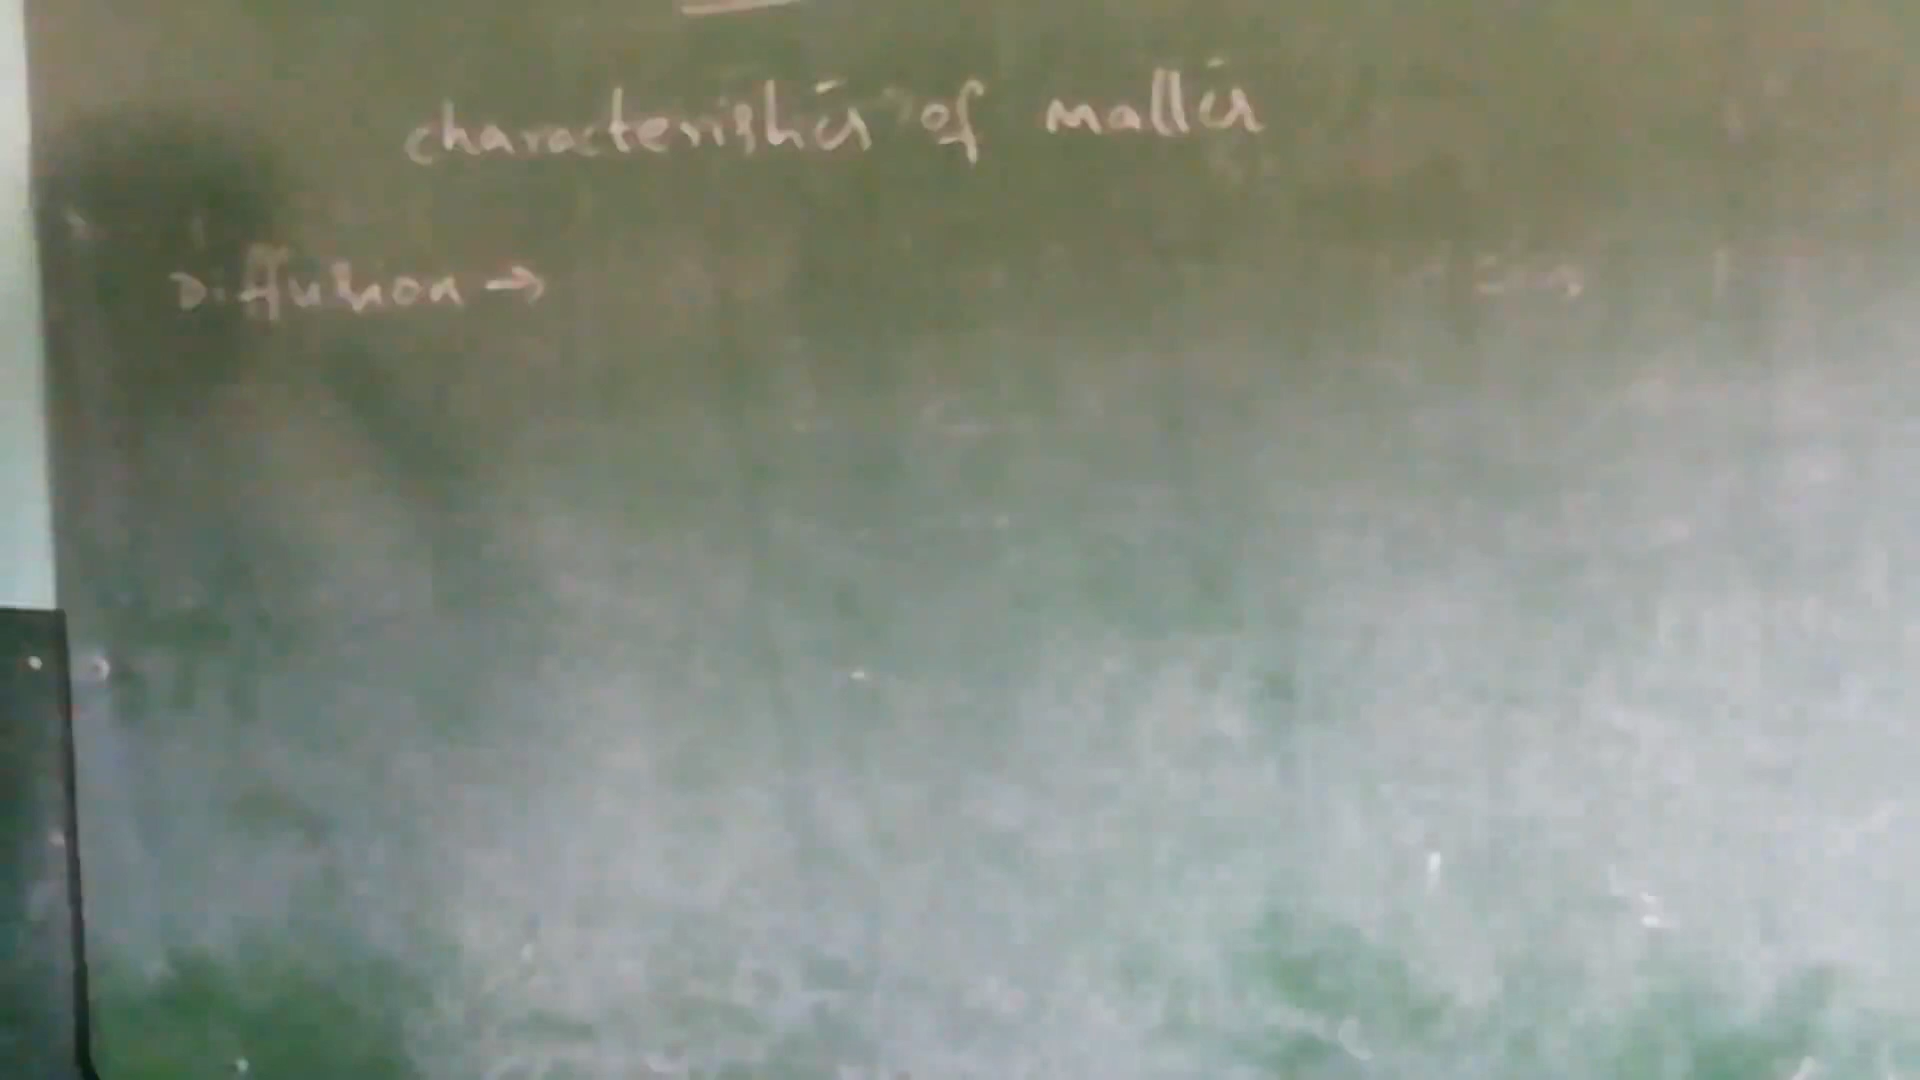 characteristics of matter
Diffusion →